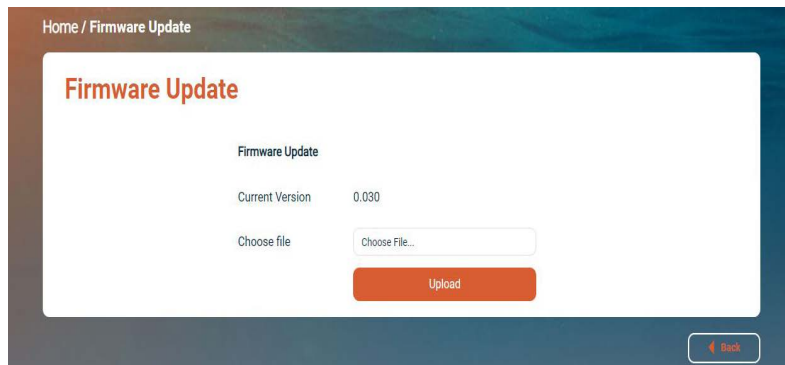 Home / Firmware Update
Firmware Update
Firmware Update
Current Version 0.030
Choose file Choose File...
Upload
Back